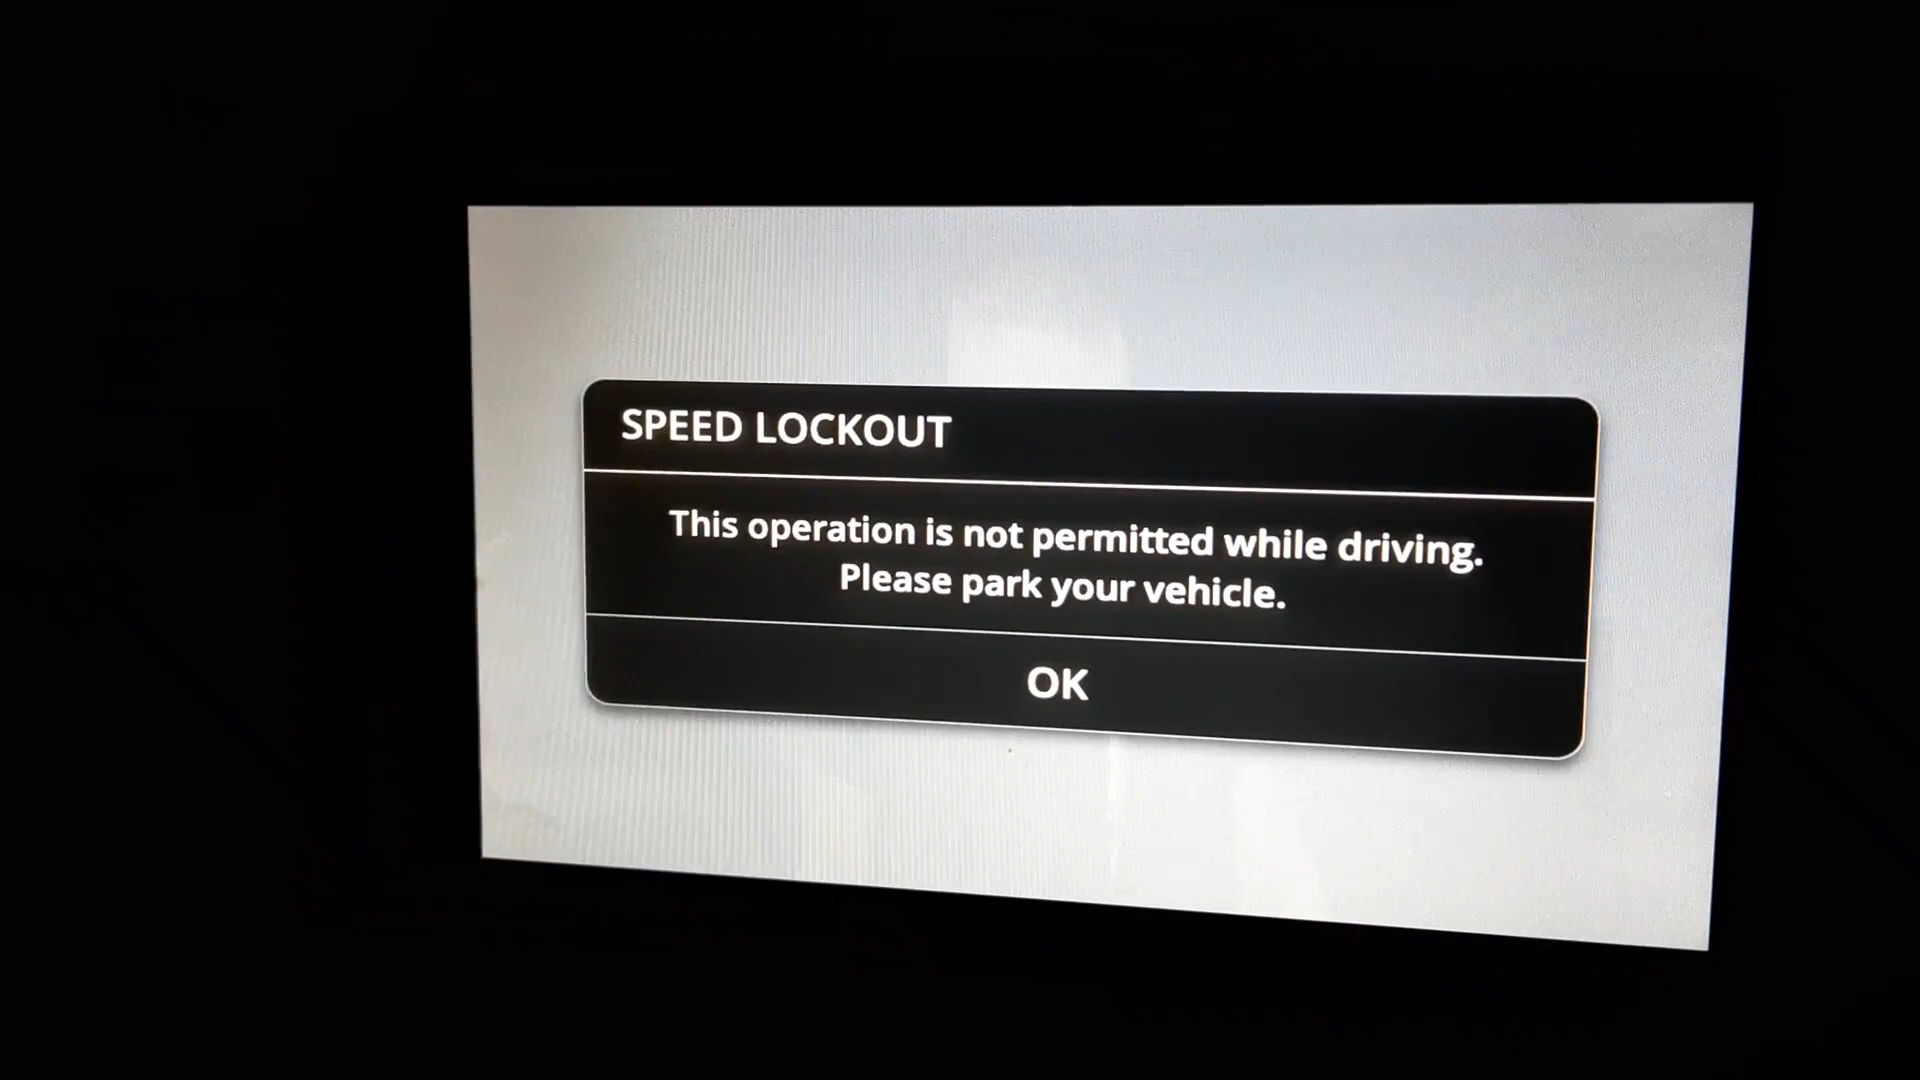 SPEED LOCKOUT
This operation is not permitted while driving.
Please park your vehicle.
OK